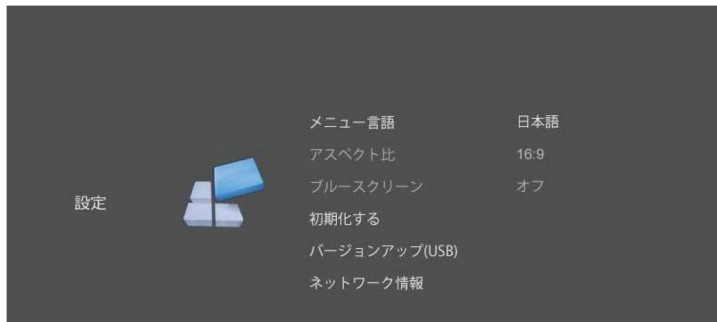 メニュー言語 日本語
アスペクト比 16:9
ブルースクリーン オフ
設定
初期化する
バージョンアップ(USB)
ネットワーク情報